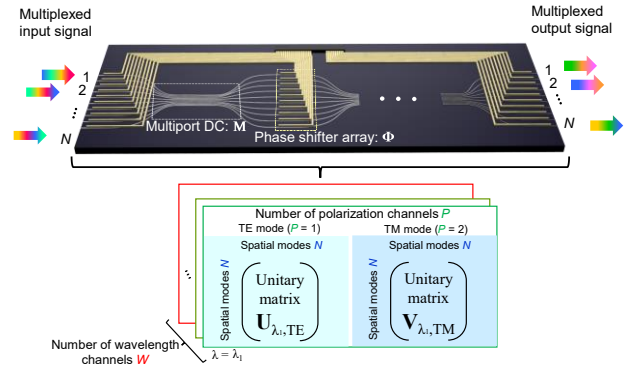 Multiplexed
input signal
Multiplexed
output signal
1
2
⋮
N
1
2
⋮
N
Multiport DC: M
Phase shifter array: Φ
• • •
Number of polarization channels P
TE mode (P = 1)
TM mode (P = 2)
Spatial modes N
Spatial modes N
Spatial modes N
Unitary
matrix
U_λ₁,TE
Spatial modes N
Unitary
matrix
V_λ₁,TM
⋮
Number of wavelength
channels W
λ = λ₁